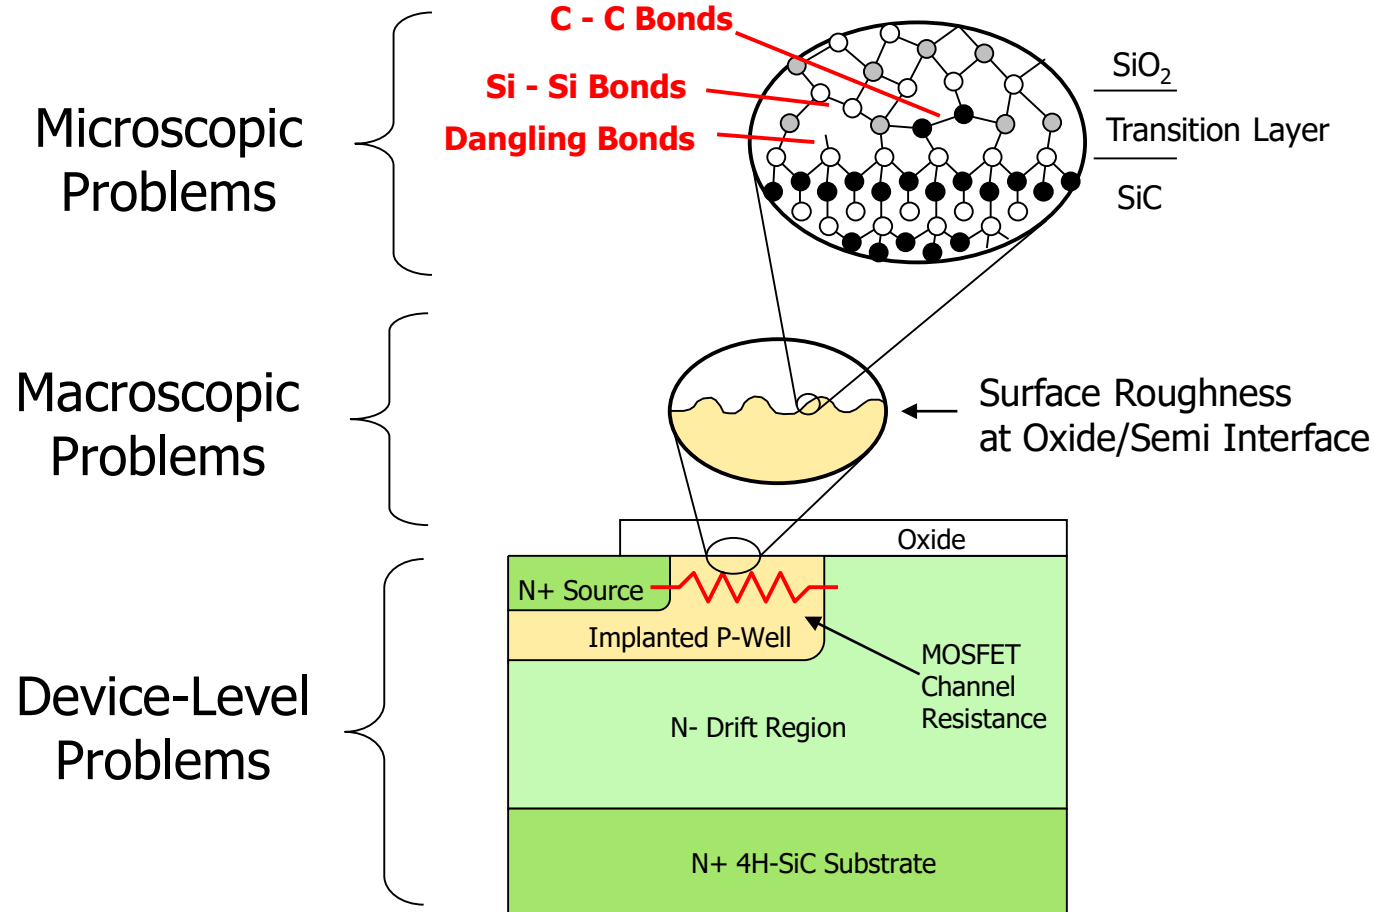 Microscopic
Problems
C - C Bonds
Si - Si Bonds
Dangling Bonds
SiO₂
Transition Layer
SiC
Macroscopic
Problems
Surface Roughness
at Oxide/Semi Interface
Device-Level
Problems
Oxide
N+ Source
Implanted P-Well
MOSFET
Channel
Resistance
N- Drift Region
N+ 4H-SiC Substrate